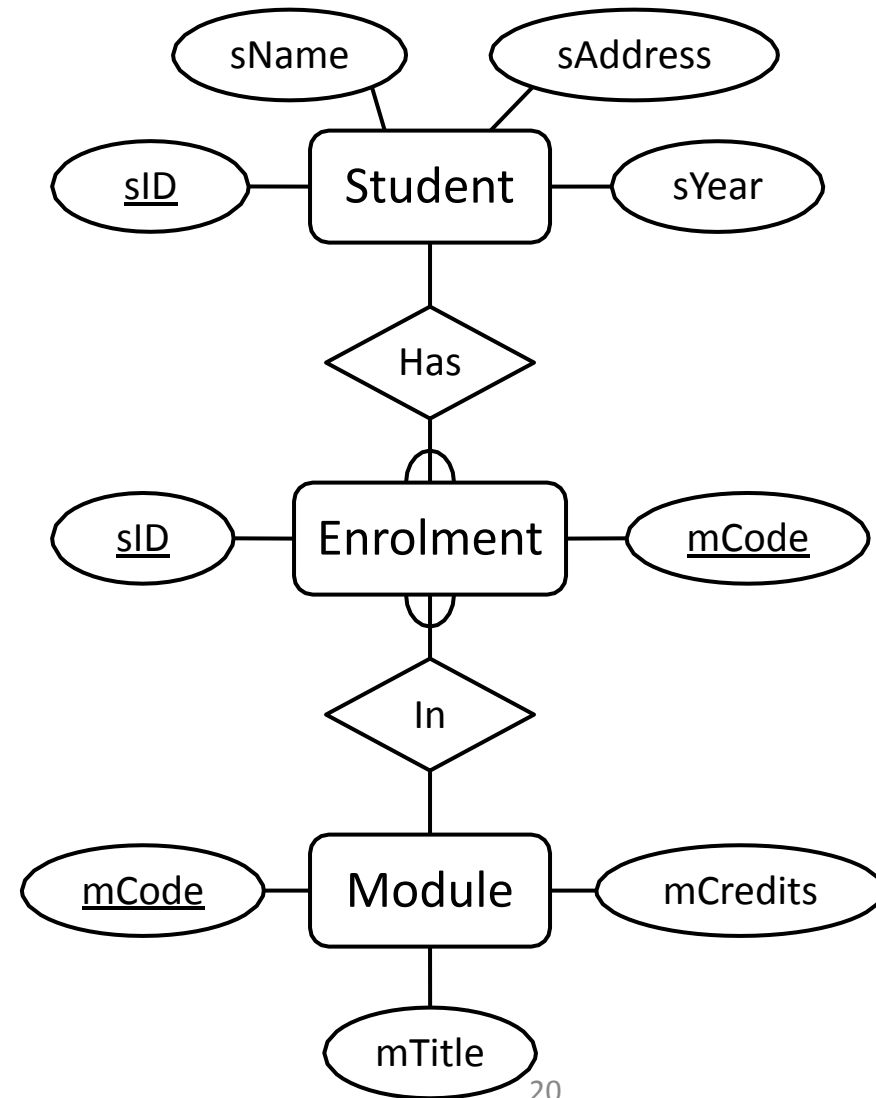 sName
sAddress
sID
Student
sYear
Has
sID
Enrolment
mCode
In
mCode
Module
mCredits
mTitle
20